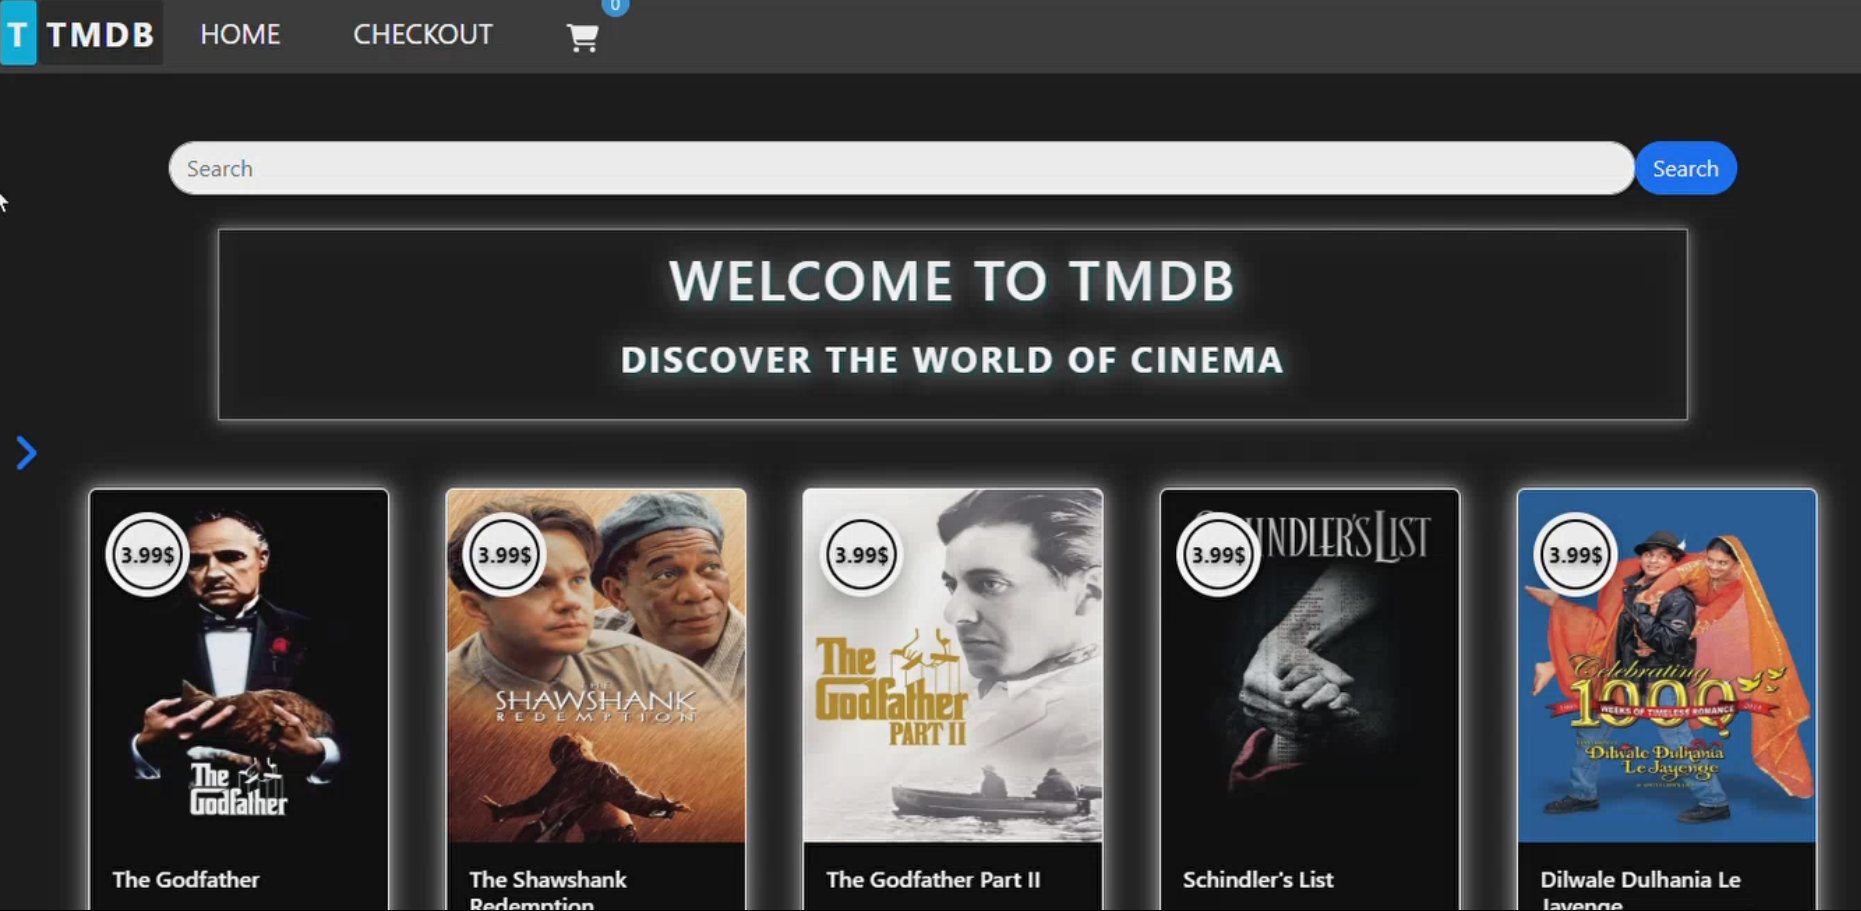 T TMDB HOME CHECKOUT 0
Search Search
WELCOME TO TMDB
DISCOVER THE WORLD OF CINEMA
3.99$
The
Godfather
The Godfather
3.99$
THE
SHAWSHANK
REDEMPTION
The Shawshank
Redemption
3.99$
The
Godfather
PART II
The Godfather Part II
3.99$
INDLER'S LIST
Schindler's List
3.99$
Celebrating
1000
WEEKS OF TIMELESS ROMANCE
Dilwale Dulhania
Le Jayenge
Dilwale Dulhania Le
Jayenge